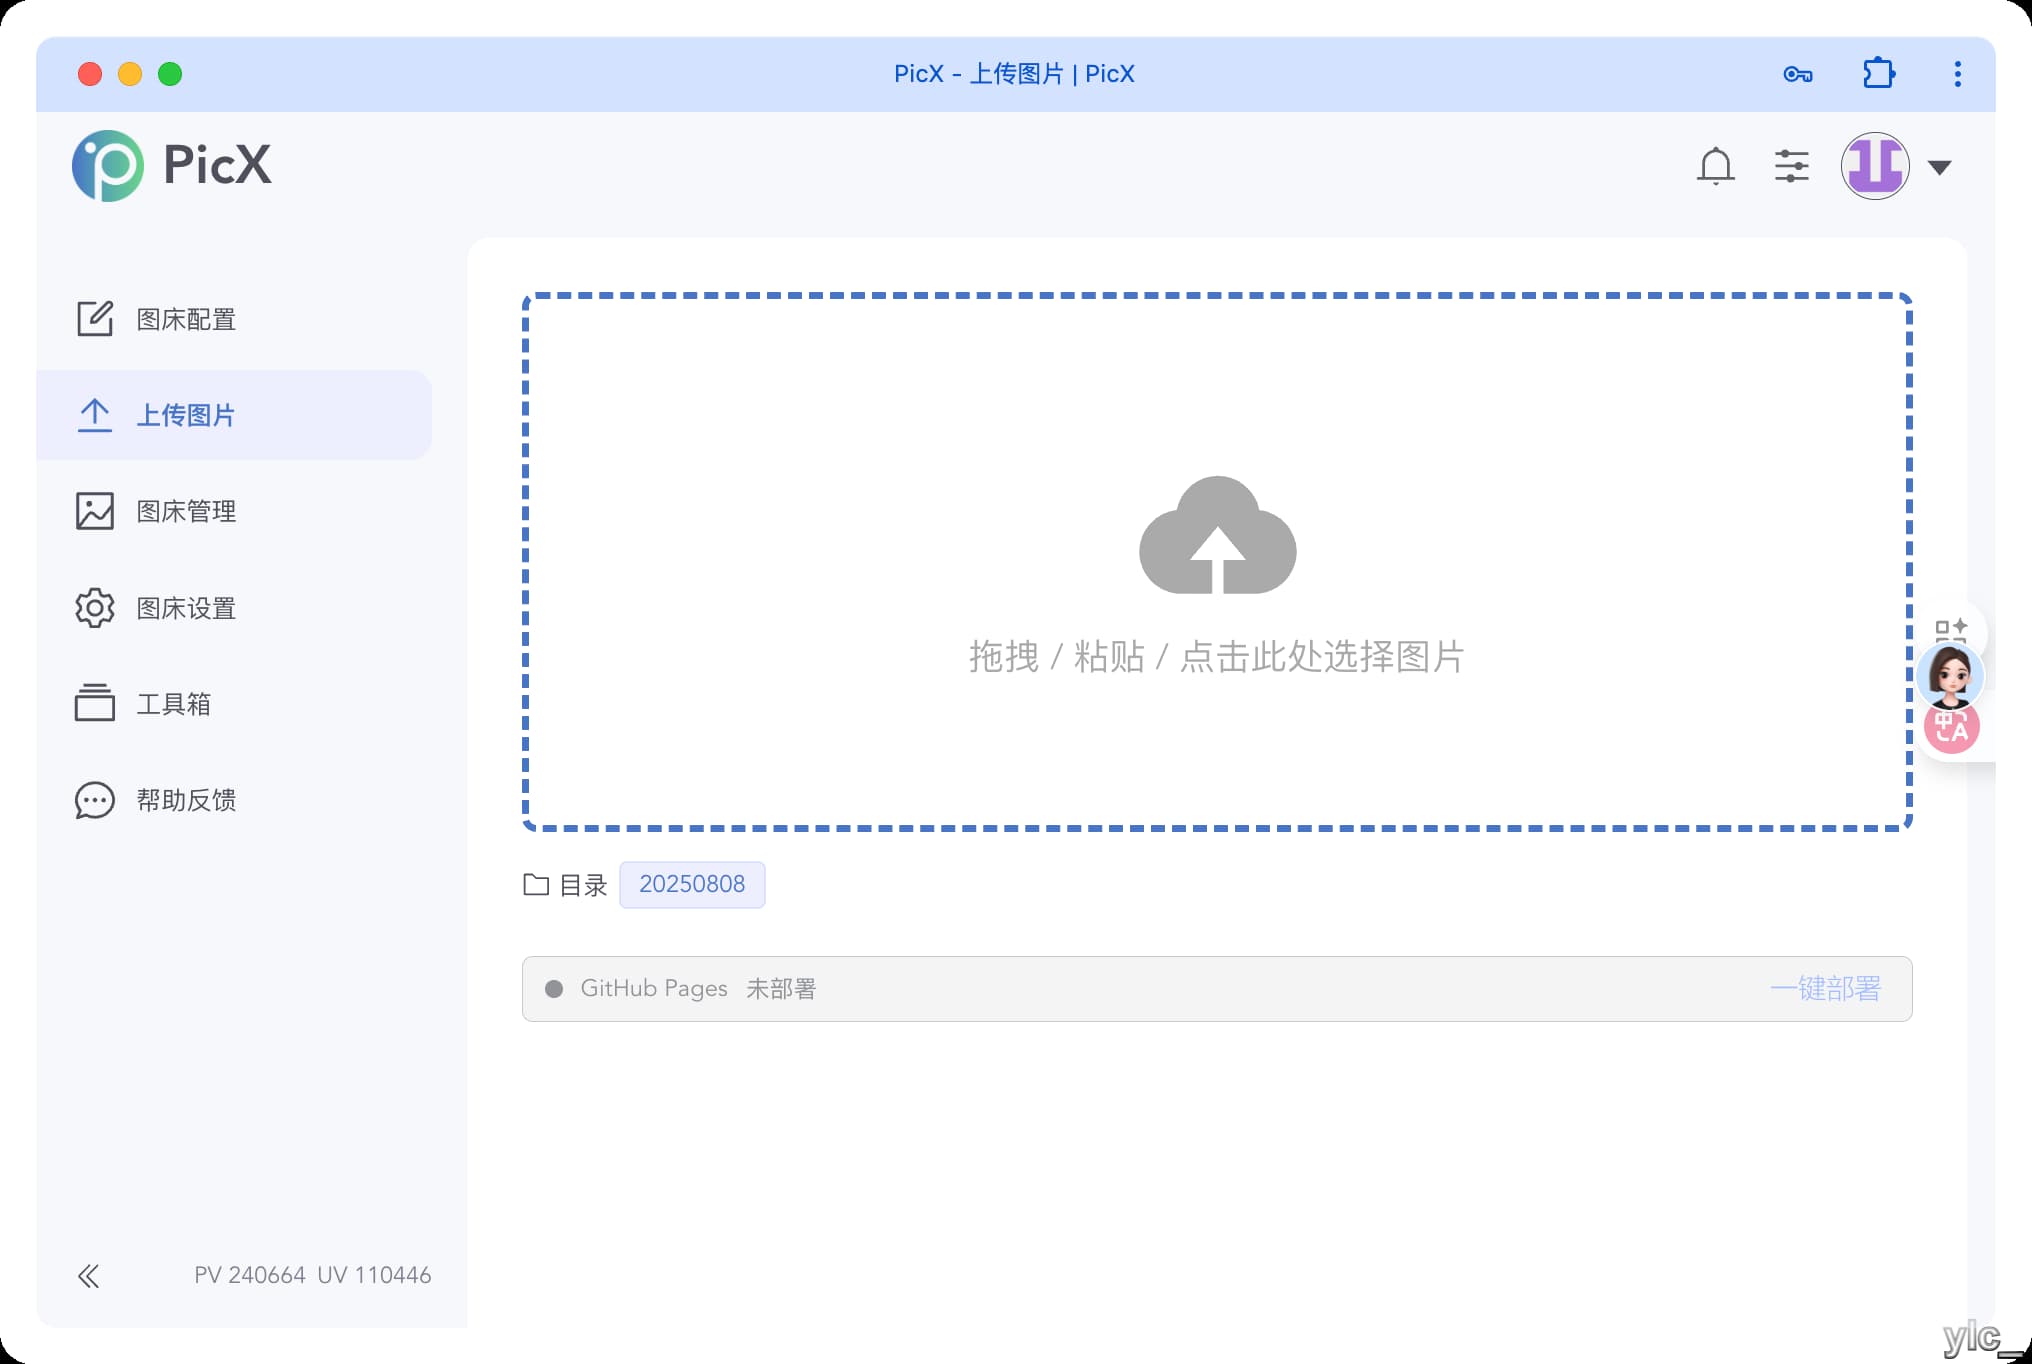 PicX - 上传图片 | PicX
PicX
图床配置
上传图片
图床管理
图床设置
工具箱
帮助反馈
拖拽 / 粘贴 / 点击此处选择图片
目录 20250808
GitHub Pages 未部署 一键部署
PV 240664 UV 110446
ylc_